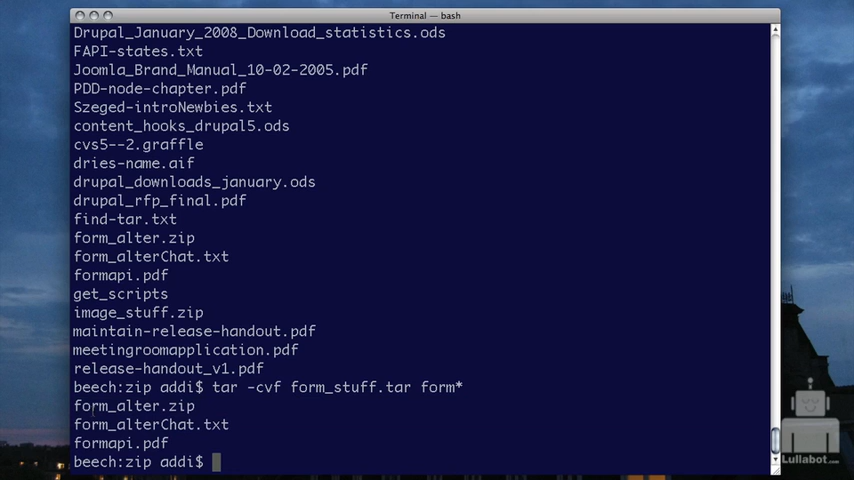 Terminal — bash
Drupal_January_2008_Download_statistics.ods
FAPI-states.txt
Joomla_Brand_Manual_10-02-2005.pdf
PDD-node-chapter.pdf
Szeged-introNewbies.txt
content_hooks_drupal5.ods
cvs5--2.graffle
dries-name.aif
drupal_downloads_january.ods
drupal_rfp_final.pdf
find-tar.txt
form_alter.zip
form_alterChat.txt
formapi.pdf
get_scripts
image_stuff.zip
maintain-release-handout.pdf
meetingroomapplication.pdf
release-handout_v1.pdf
beech:zip addi$ tar -cvf form_stuff.tar form*
form_alter.zip
form_alterChat.txt
formapi.pdf
beech:zip addi$
Lullabot.com